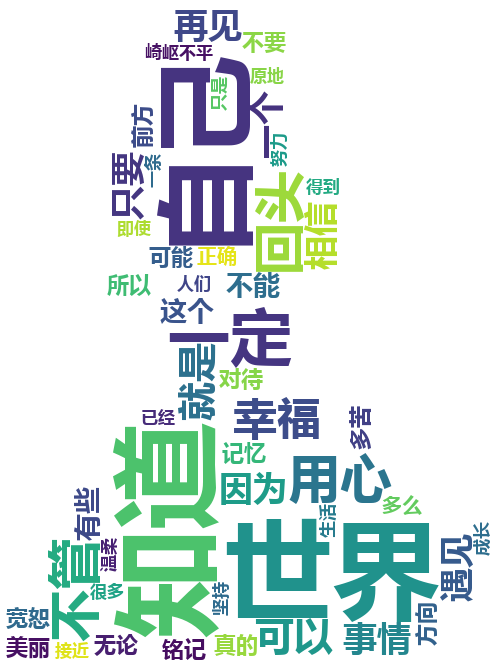 再见
不要
崎岖不平
原地
自己
只是
一个
前方
努力
只要
一条
回头
得到
相信
即使
可能
正确
所以
人们
不能
这个
一定
就是
对待
幸福
已经
多苦
知道
记忆
因为
用心
有些
多么
生活
世界
成长
不管
温柔
遇见
很多
坚持
宽恕
方向
可以
事情
美丽
接近
无论
铭记
真的